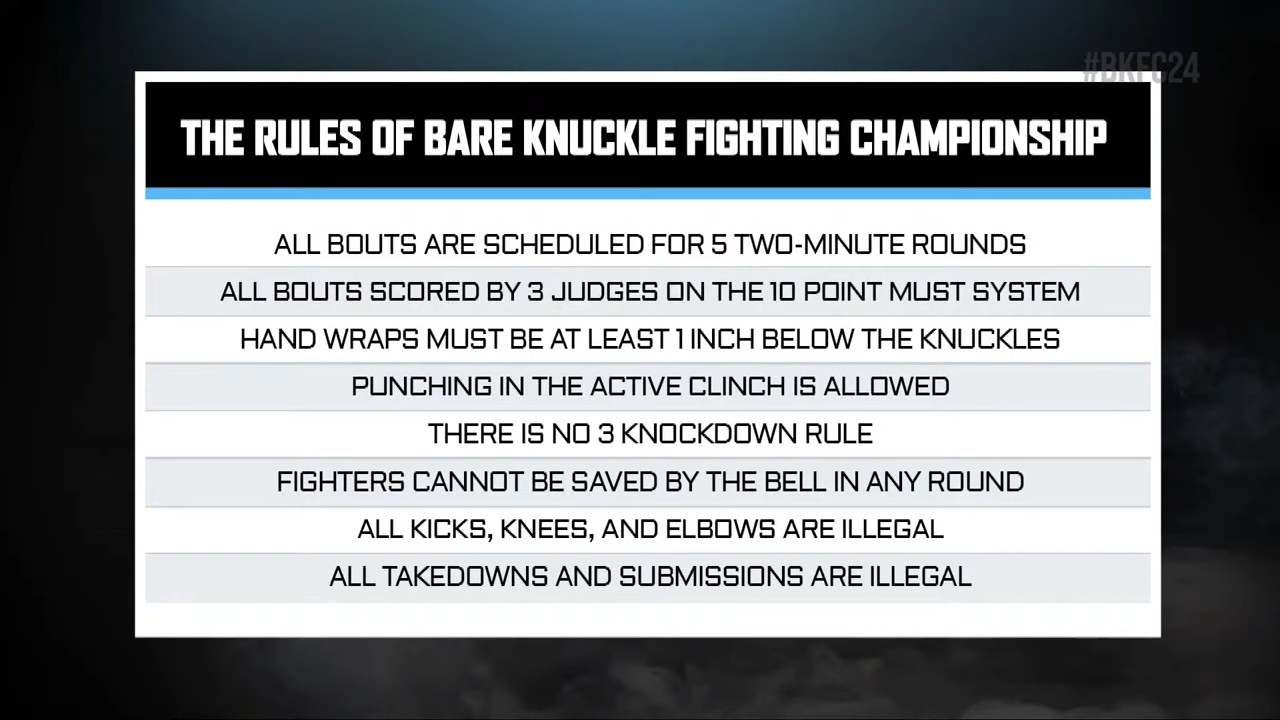 #BKFC24
THE RULES OF BARE KNUCKLE FIGHTING CHAMPIONSHIP
ALL BOUTS ARE SCHEDULED FOR 5 TWO-MINUTE ROUNDS
ALL BOUTS SCORED BY 3 JUDGES ON THE 10 POINT MUST SYSTEM
HAND WRAPS MUST BE AT LEAST 1 INCH BELOW THE KNUCKLES
PUNCHING IN THE ACTIVE CLINCH IS ALLOWED
THERE IS NO 3 KNOCKDOWN RULE
FIGHTERS CANNOT BE SAVED BY THE BELL IN ANY ROUND
ALL KICKS, KNEES, AND ELBOWS ARE ILLEGAL
ALL TAKEDOWNS AND SUBMISSIONS ARE ILLEGAL